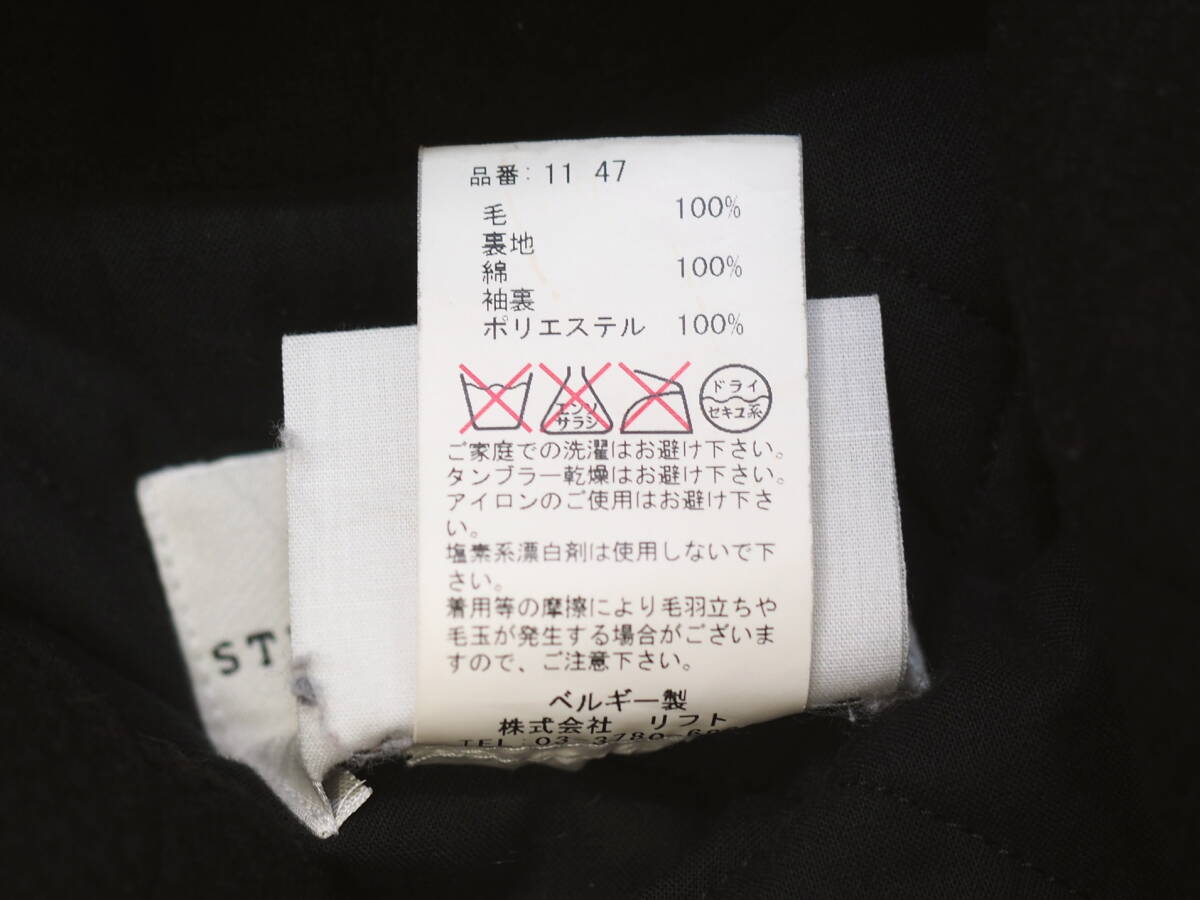 品番: 11 47
毛 100%
裏地
綿 100%
袖裏
ポリエステル 100%
エンソ
サラシ
ドライ
セキユ系
ご家庭での洗濯はお避け下さい。
タンブラー乾燥はお避け下さい。
アイロンのご使用はお避け下さ
い。
塩素系漂白剤は使用しないで下
さい。
着用等の摩擦により毛羽立ちや
毛玉が発生する場合がございま
すので、ご注意下さい。
ベルギー製
株式会社 リフト
TEL:03-3780-